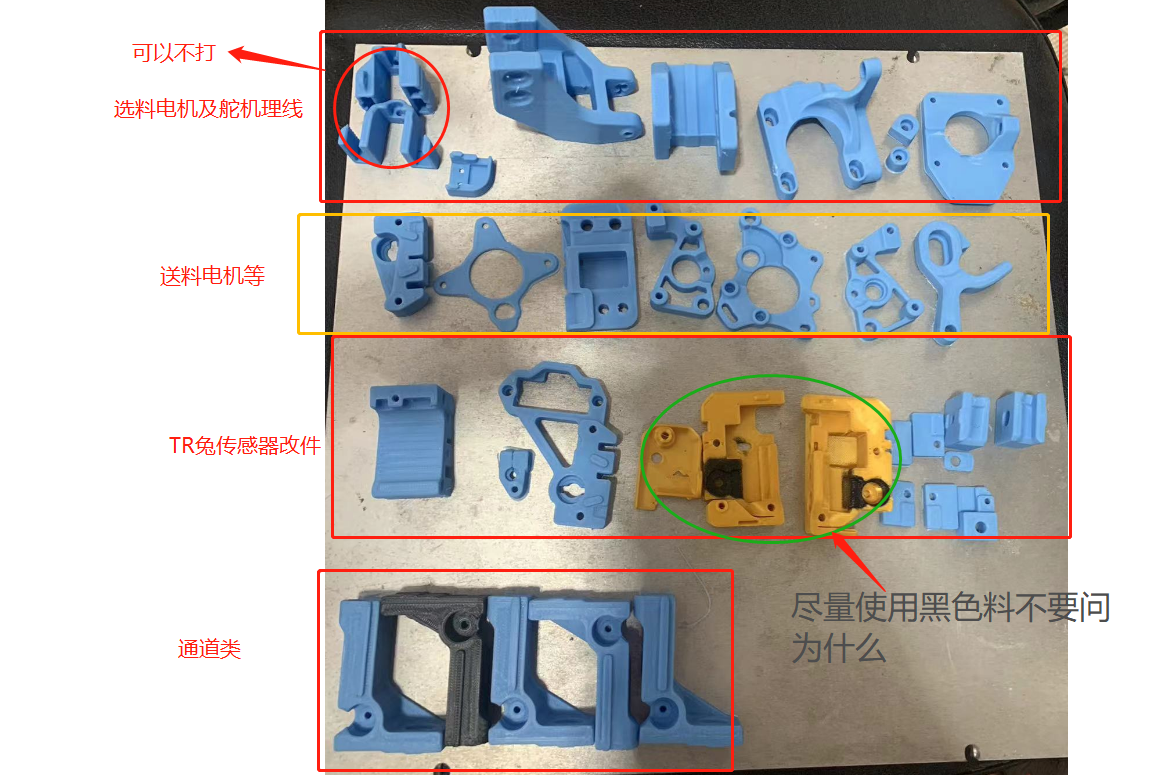 可以不打
选料电机及舵机理线
送料电机等
TR兔传感器改件
尽量使用黑色料不要问
为什么
通道类